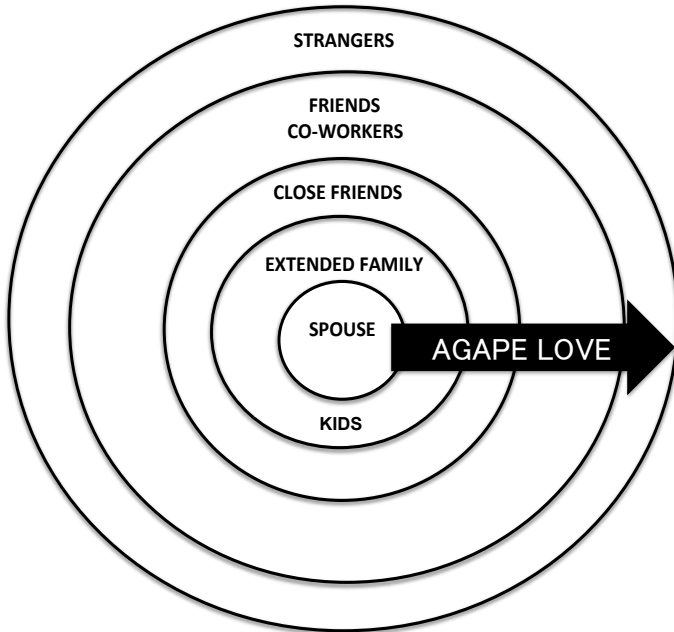 STRANGERS
FRIENDS
CO-WORKERS
CLOSE FRIENDS
EXTENDED FAMILY
SPOUSE
AGAPE LOVE
KIDS